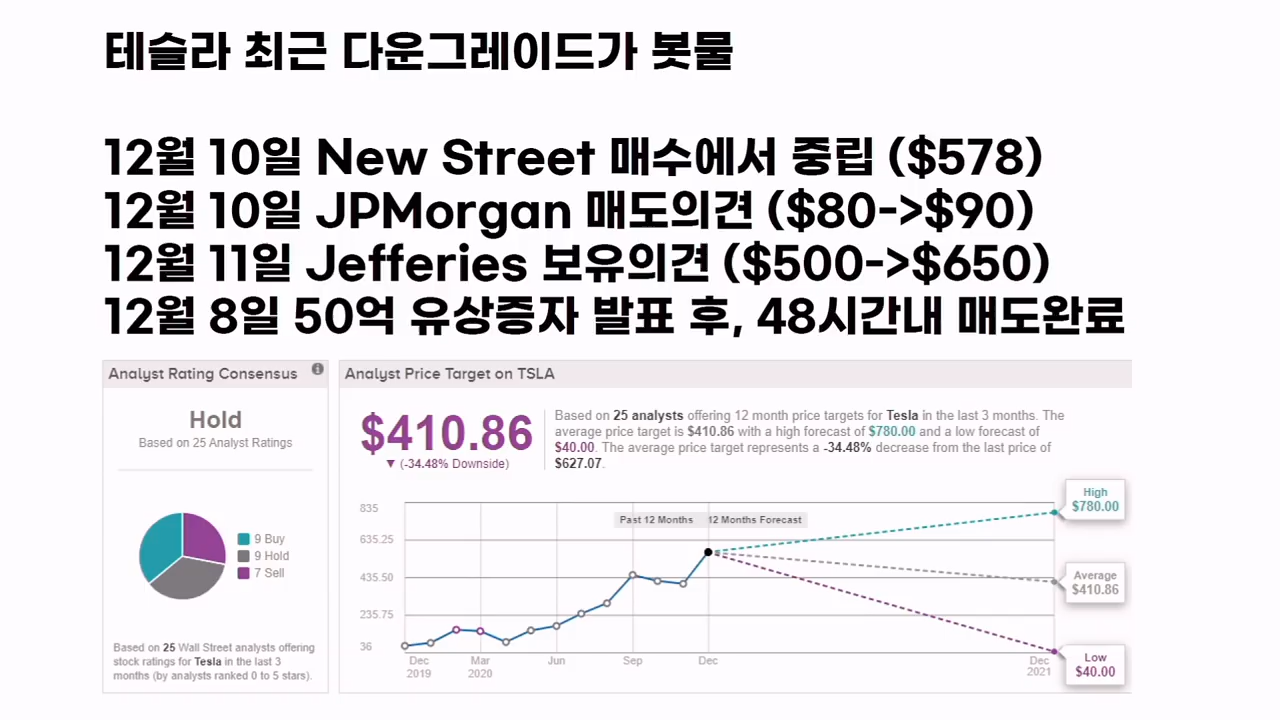 테슬라 최근 다운그레이드가 봇물
12월 10일 New Street 매수에서 중립 ($578)
12월 10일 JPMorgan 매도의견 ($80->$90)
12월 11일 Jefferies 보유의견 ($500->$650)
12월 8일 50억 유상증자 발표 후, 48시간내 매도완료
Analyst Rating Consensus
Hold
Based on 25 Analyst Ratings
9 Buy
9 Hold
7 Sell
Based on 25 Wall Street analysts offering
stock ratings for Tesla in the last 3
months (by analysts ranked 0 to 5 stars).
Analyst Price Target on TSLA
$410.86
▼ (-34.48% Downside)
Based on 25 analysts offering 12 month price targets for Tesla in the last 3 months. The
average price target is $410.86 with a high forecast of $780.00 and a low forecast of
$40.00. The average price target represents a -34.48% decrease from the last price of
$627.07.
835
635.25
435.50
235.75
36
Past 12 Months
12 Months Forecast
High
$780.00
Average
$410.86
Low
$40.00
Dec
2019
Mar
2020
Jun
Sep
Dec
Dec
2021